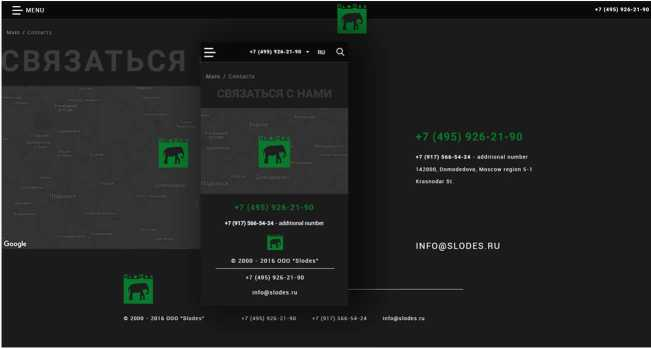 MENU
+7 (495) 926-21-90
SloDes
Main / Contacts
СВЯЗАТЬСЯ
SloDes
Google
+7 (495) 926-21-90
+7 (917) 566-54-24 - additional number
142000, Domodedovo, Moscow region S-1
Krasnodar St.
INFO@SLODES.RU
SloDes
© 2000 - 2016 ООО "Slodes"
+7 (495) 926-21-90
+7 (917) 566-54-24
info@slodes.ru
+7 (495) 926-21-90
RU
Main / Contacts
СВЯЗАТЬСЯ С НАМИ
SloDes
+7 (495) 926-21-90
+7 (917) 566-54-24 - additional number
© 2000 - 2016 ООО "Slodes"
+7 (495) 926-21-90
info@slodes.ru